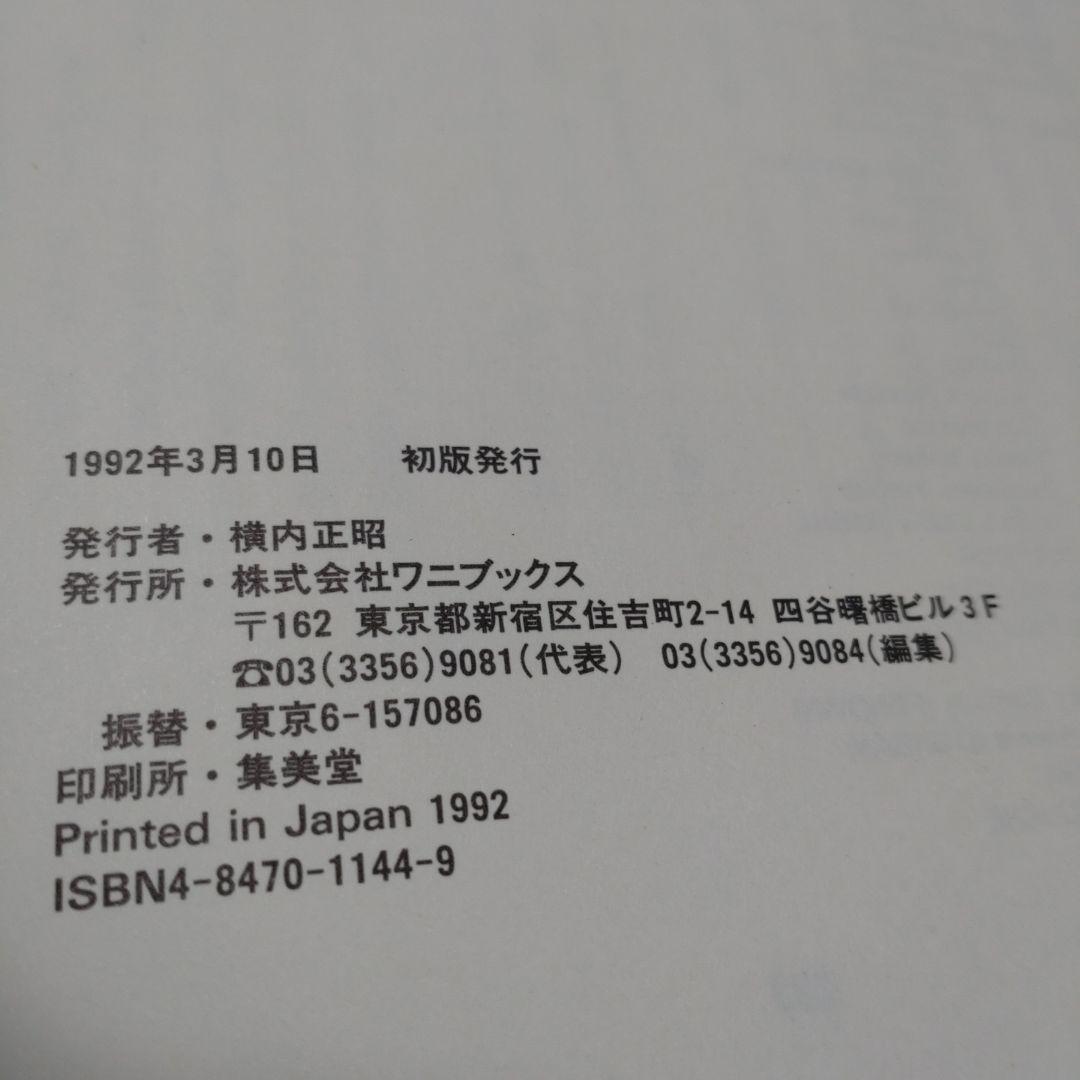 1992年3月10日　初版発行
発行者・横内正昭
発行所・株式会社ワニブックス
〒162 東京都新宿区住吉町2-14 四谷曙橋ビル3F
☎03(3356)9081(代表)　03(3356)9084(編集)
振替・東京6-157086
印刷所・集美堂
Printed in Japan 1992
ISBN4-8470-1144-9